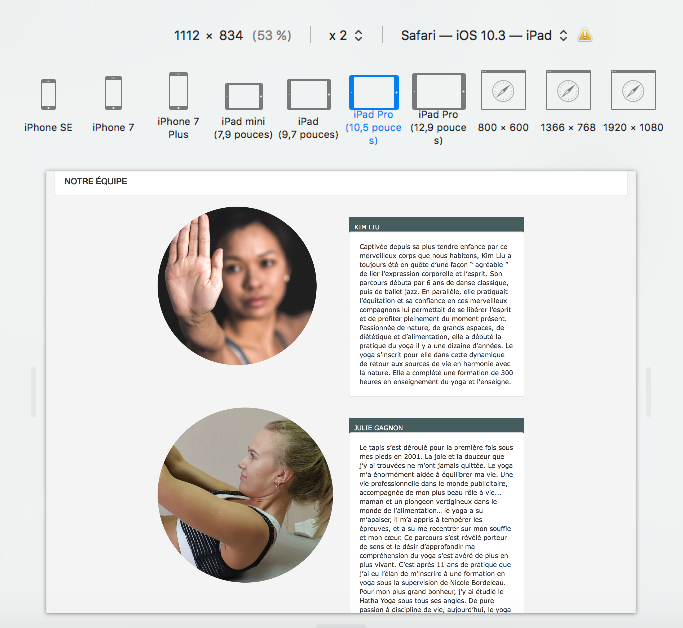 1112 × 834 (53 %) x 2 Safari — iOS 10.3 — iPad
iPhone SE
iPhone 7
iPhone 7
Plus
iPad mini
(7,9 pouces)
iPad
(9,7 pouces)
iPad Pro
(10,5 pouce
s)
iPad Pro
(12,9 pouce
s)
800 × 600
1366 × 768
1920 × 1080
NOTRE ÉQUIPE
KIM LIU
Captivée depuis sa plus tendre enfance par ce
merveilleux corps que nous habitons, Kim Liu a
toujours été en quête d'une façon " agréable "
de lier l'expression corporelle et l'esprit. Son
parcours débuta par 6 ans de danse classique,
puis de ballet jazz. En parallèle, elle pratiquait
l'équitation et sa confiance en ces merveilleux
compagnons lui permettait de se libérer l'esprit
et de profiter pleinement du moment présent.
Passionnée de nature, de grands espaces, de
diététique et d'alimentation, elle a débuté la
pratique du yoga il y a une dizaine d'années. Le
yoga s'inscrit pour elle dans cette dynamique
de retour aux sources de vie en harmonie avec
la nature. Elle a complété une formation de 300
heures en enseignement du yoga et l'enseigne.
JULIE GAGNON
Le tapis s'est déroulé pour la première fois sous
mes pieds en 2001. La joie et la douceur que
j'y ai trouvées ne m'ont jamais quittée. Le yoga
m'a énormément aidée à équilibrer ma vie. Une
vie professionnelle dans le monde publicitaire,
accompagnée de mon plus beau rôle à vie...
maman et un plongeon vertigineux dans le
monde de l'alimentation... le yoga a su
m'apaiser, il m'a appris à tempérer les
épreuves, et a su me recentrer sur mon souffle
et mon cœur. Ce parcours s'est révélé porteur
de sens et le désir d'approfondir ma
compréhension du yoga s'est avéré de plus en
plus vivant. C'est après 11 ans de pratique que
j'ai eu l'élan de m'inscrire à une formation en
yoga sous la supervision de Nicole Bordeleau.
Pour mon plus grand bonheur, j'y ai étudié le
Hatha Yoga sous tous ses angles. De pure
passion à discipline de vie, aujourd'hui, le yoga